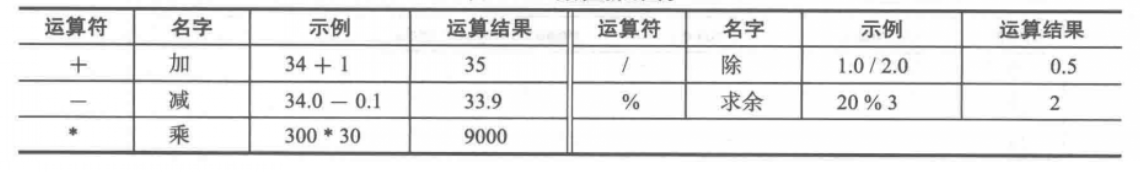 运算符 名字 示例 运算结果 运算符 名字 示例 运算结果
+ 加 34 + 1 35 / 除 1.0 / 2.0 0.5
— 减 34.0 — 0.1 33.9 % 求余 20 % 3 2
* 乘 300 * 30 9000